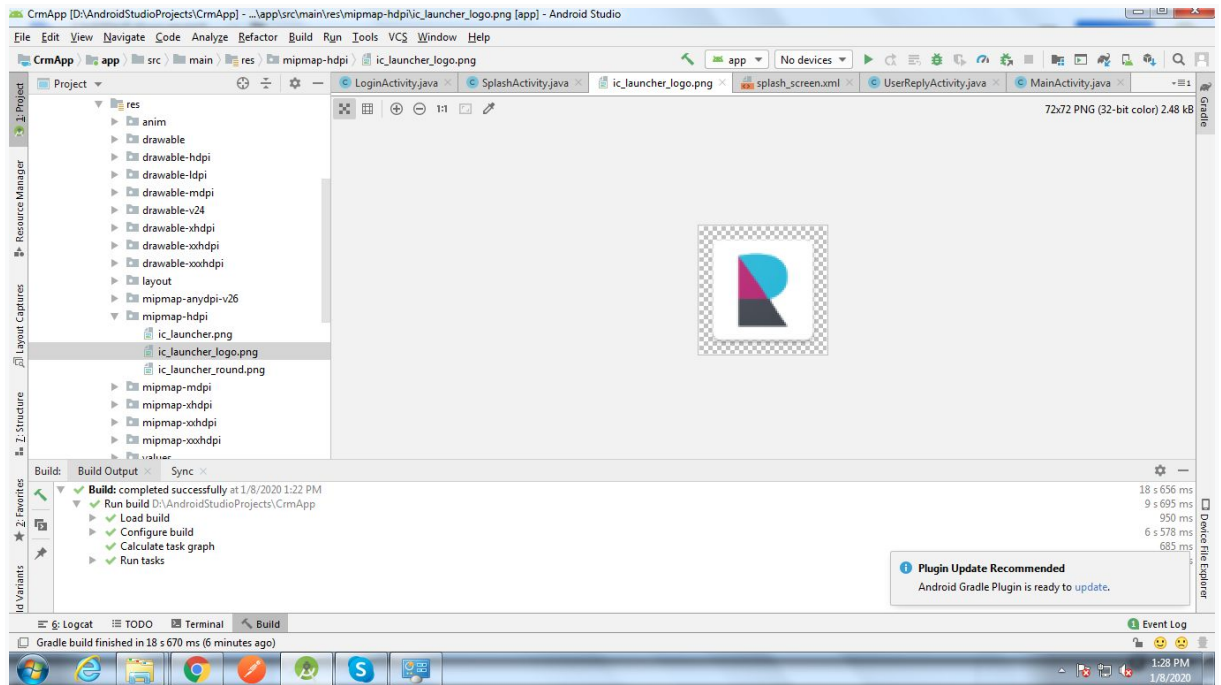 CrmApp [D:\AndroidStudioProjects\CrmApp] - ...\app\src\main\res\mipmap-hdpi\ic_launcher_logo.png [app] - Android Studio
File Edit View Navigate Code Analyze Refactor Build Run Tools VCS Window Help
CrmApp app src main res mipmap-hdpi ic_launcher_logo.png app No devices
Project LoginActivity.java SplashActivity.java ic_launcher_logo.png splash_screen.xml UserReplyActivity.java MainActivity.java 1
1: Project
Resource Manager
Layout Captures
Z: Structure
2: Favorites
ld Variants
res
anim
drawable
drawable-hdpi
drawable-ldpi
drawable-mdpi
drawable-v24
drawable-xhdpi
drawable-xxhdpi
drawable-xxxhdpi
layout
mipmap-anydpi-v26
mipmap-hdpi
ic_launcher.png
ic_launcher_logo.png
ic_launcher_round.png
mipmap-mdpi
mipmap-xhdpi
mipmap-xxhdpi
mipmap-xxxhdpi
values
1:1 72x72 PNG (32-bit color) 2.48 kB
R
Gradle
Device File Explorer
Build: Build Output Sync
Build: completed successfully at 1/8/2020 1:22 PM 18 s 656 ms
Run build D:\AndroidStudioProjects\CrmApp 9 s 695 ms
Load build 950 ms
Configure build 6 s 578 ms
Calculate task graph 685 ms
Run tasks
Plugin Update Recommended
Android Gradle Plugin is ready to update.
6: Logcat TODO Terminal Build 1 Event Log
Gradle build finished in 18 s 670 ms (6 minutes ago)
1:28 PM
1/8/2020